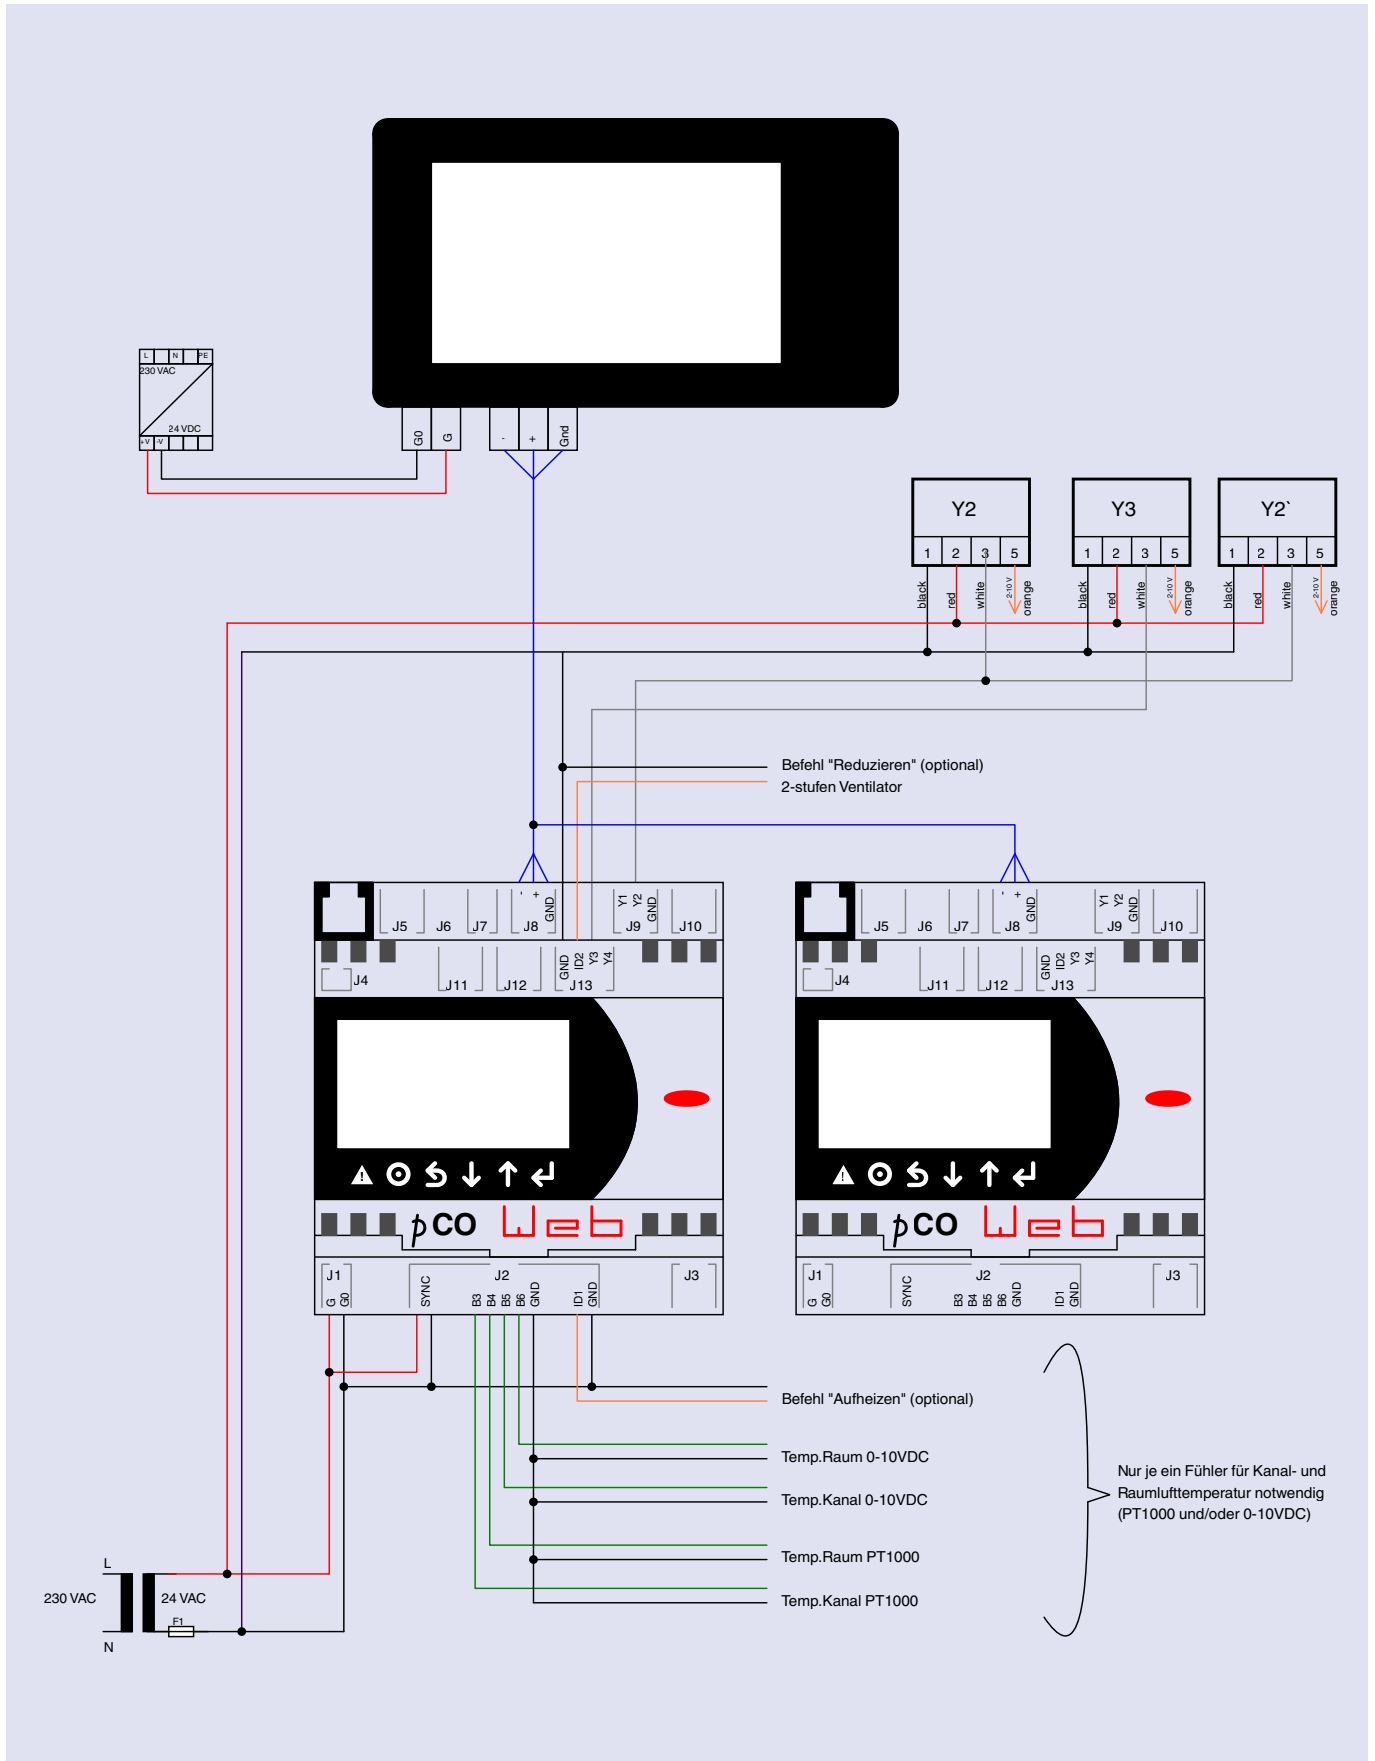 L N PE
230 VAC
24 VDC
+V -V
G0 G - + Gnd
Y2 Y3 Y2`
1 2 3 5 1 2 3 5 1 2 3 5
black red white 2-10 V orange black red white 2-10 V orange black red white 2-10 V orange
Befehl "Reduzieren" (optional)
2-stufen Ventilator
- + GND Y1 Y2 GND
J5 J6 J7 J8 J9 J10
GND ID2 Y3 Y4
J4 J11 J12 J13
pCO Web
J1 J2 J3
G G0 SYNC B3 B4 B5 B6 GND ID1 GND
- + GND Y1 Y2 GND
J5 J6 J7 J8 J9 J10
GND ID2 Y3 Y4
J4 J11 J12 J13
pCO Web
J1 J2 J3
G G0 SYNC B3 B4 B5 B6 GND ID1 GND
Befehl "Aufheizen" (optional)
Temp.Raum 0-10VDC
Temp.Kanal 0-10VDC
Temp.Raum PT1000
Temp.Kanal PT1000
Nur je ein Fühler für Kanal- und
Raumlufttemperatur notwendig
(PT1000 und/oder 0-10VDC)
L
230 VAC 24 VAC
F1
N